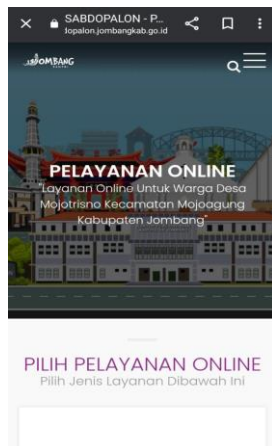 SABDOPALON - P...
lopalon.jombangkab.go.id
JOMBANG
PELAYANAN ONLINE
"Layanan Online Untuk Warga Desa
Mojotrisno Kecamatan Mojoagung
Kabupaten Jombang"
PILIH PELAYANAN ONLINE
Pilih Jenis Layanan Dibawah Ini